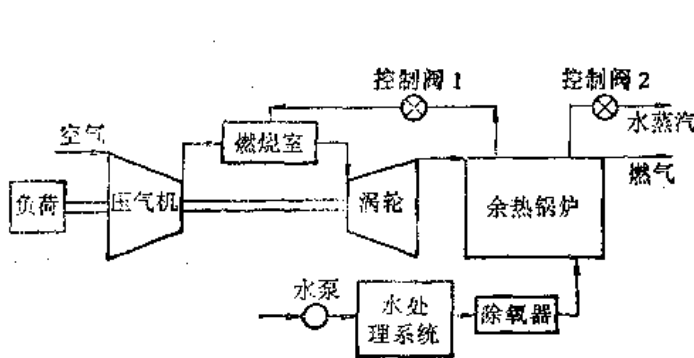 控制阀 1
控制阀 2
空气
燃烧室
水蒸汽
燃气
负荷
压气机
涡轮
余热锅炉
水泵
水处
理系统
除氧器